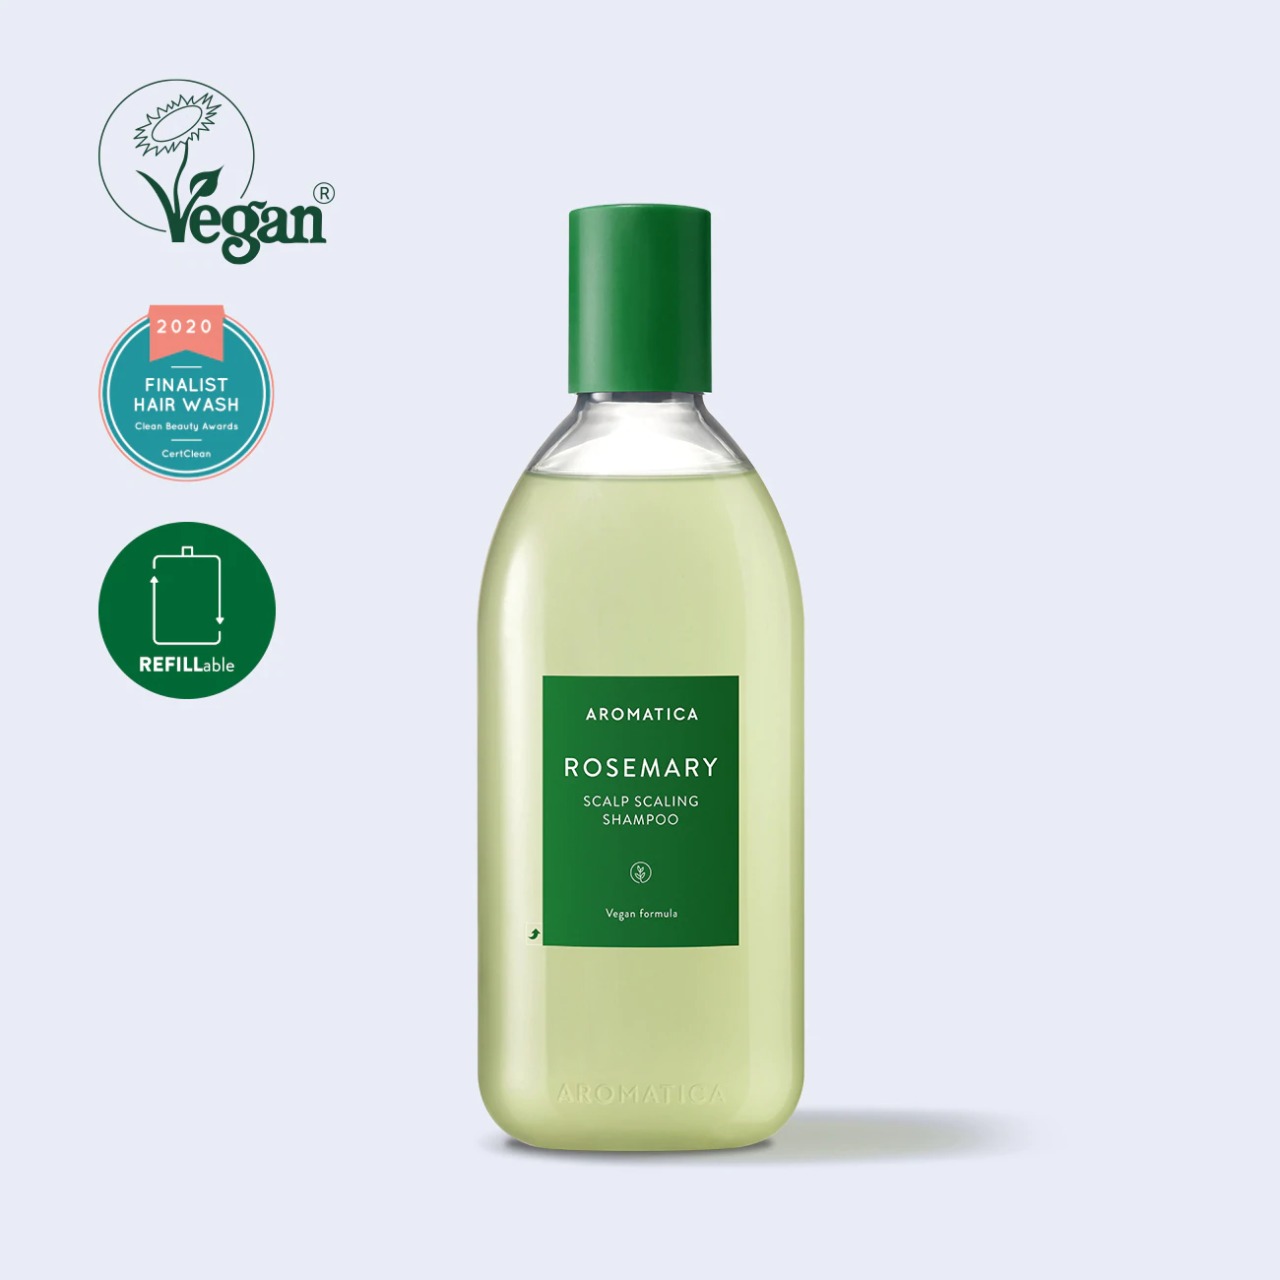 Vegan®
2020
FINALIST
HAIR WASH
Clean Beauty Awards
CertClean
REFILLable
AROMATICA
ROSEMARY
SCALP SCALING
SHAMPOO
Vegan formula
AROMATICA